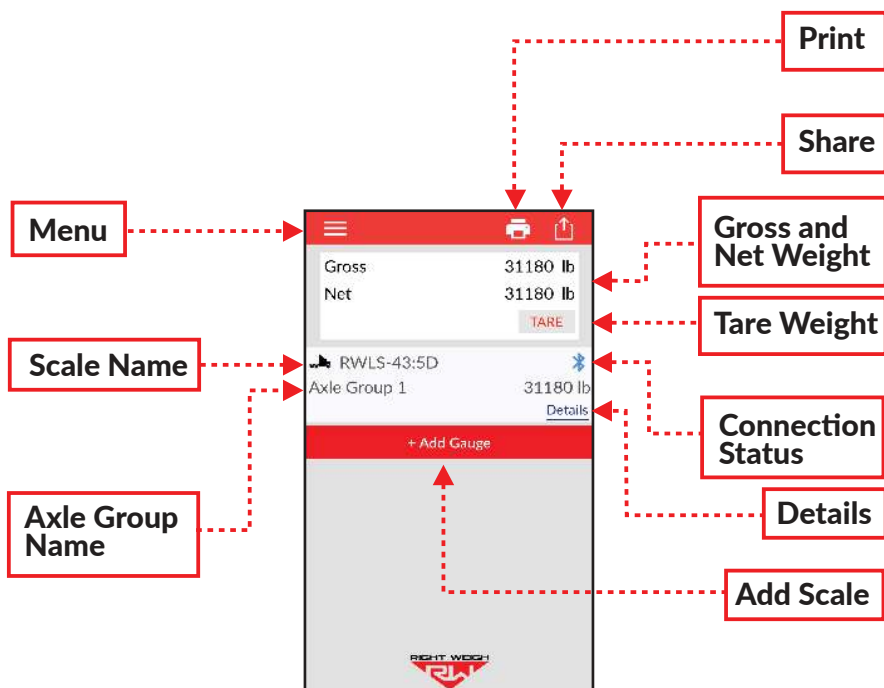 Print
Share
Menu
Gross and
Net Weight
Gross 31180 lb
Net 31180 lb
TARE
Tare Weight
Scale Name
RWLS-43:5D
Axle Group 1 31180 lb
Details
Connection
Status
+ Add Gauge
Axle Group
Name
Details
Add Scale
RIGHT WEIGH
RW